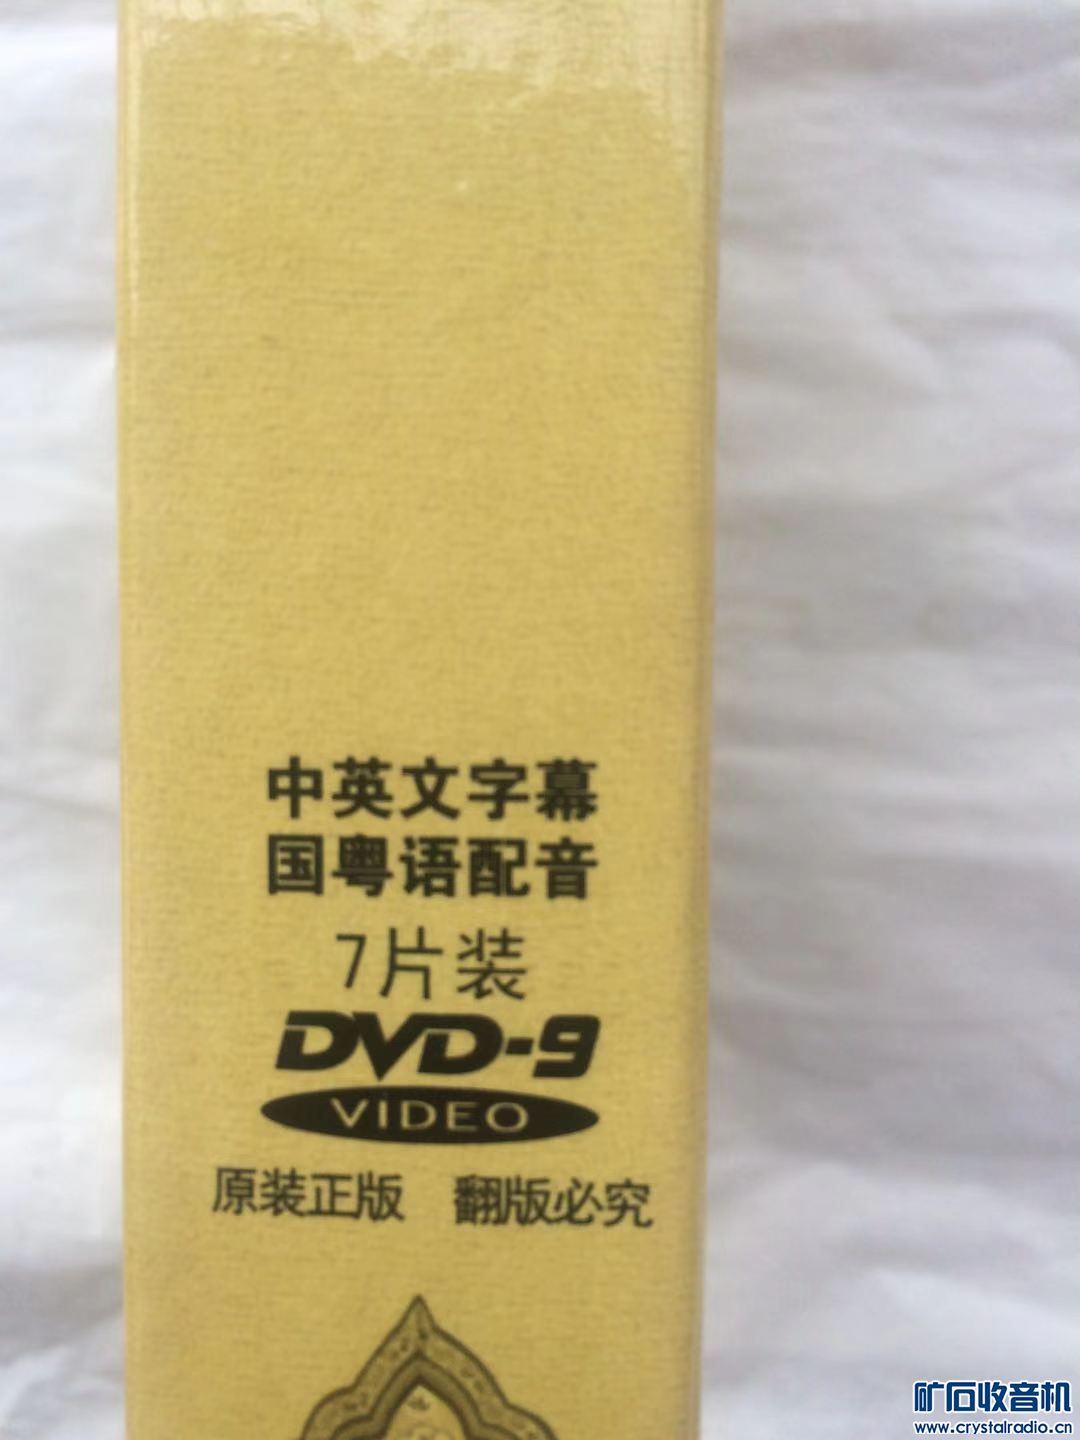 中英文字幕
国粤语配音
7片装
DVD-9
VIDEO
原装正版 翻版必究
矿石收音机
www.crystalradio.cn